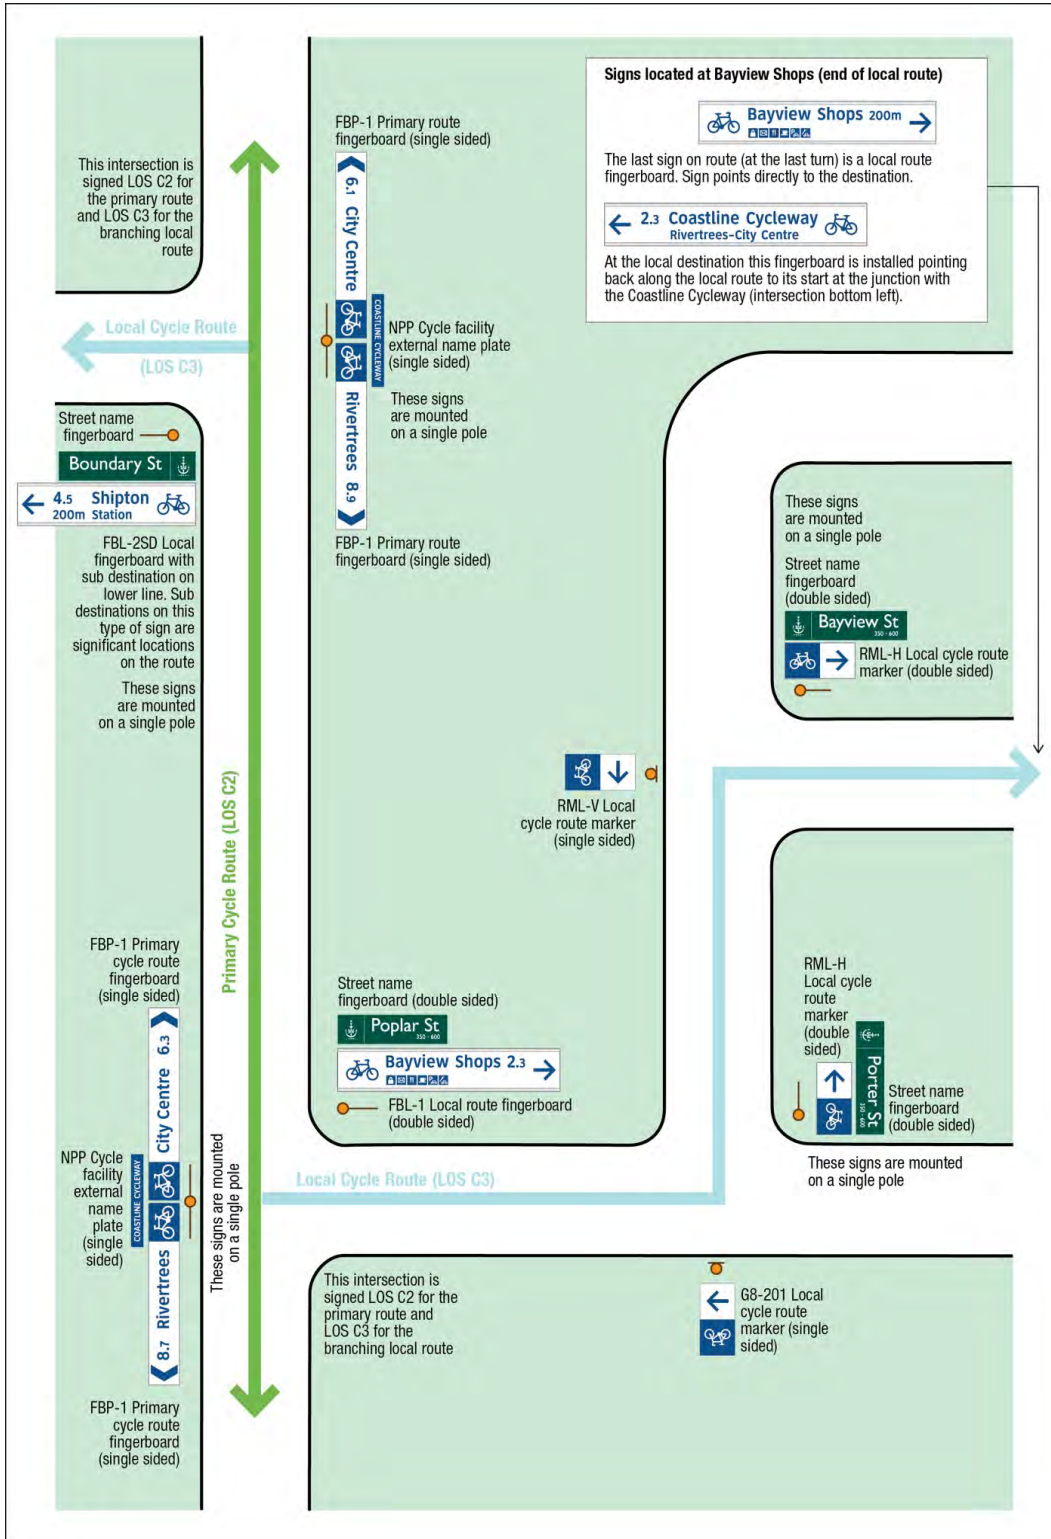 Signs located at Bayview Shops (end of local route)
Bayview Shops 200m
The last sign on route (at the last turn) is a local route
fingerboard. Sign points directly to the destination.
2.3 Coastline Cycleway
Rivertrees–City Centre
At the local destination this fingerboard is installed pointing
back along the local route to its start at the junction with
the Coastline Cycleway (intersection bottom left).
This intersection is
signed LOS C2 for
the primary route
and LOS C3 for the
branching local
route
FBP-1 Primary route
fingerboard (single sided)
6.1 City Centre
COASTLINE CYCLEWAY
NPP Cycle facility
external name plate
(single sided)
These signs
are mounted
on a single pole
Rivertrees 8.9
FBP-1 Primary route
fingerboard (single sided)
Local Cycle Route
(LOS C3)
Street name
fingerboard
Boundary St
4.5 Shipton
200m Station
FBL-2SD Local
fingerboard with
sub destination on
lower line. Sub
destinations on this
type of sign are
significant locations
on the route
These signs
are mounted
on a single pole
These signs
are mounted
on a single pole
Street name
fingerboard
(double sided)
Bayview St
350 - 600
RML-H Local cycle route
marker (double sided)
Primary Cycle Route (LOS C2)
RML-V Local
cycle route marker
(single sided)
FBP-1 Primary
cycle route
fingerboard
(single sided)
City Centre 6.3
NPP Cycle
facility
external
name
plate
(single
sided)
COASTLINE CYCLEWAY
8.7 Rivertrees
These signs are mounted
on a single pole
FBP-1 Primary
cycle route
fingerboard
(single sided)
Street name
fingerboard (double sided)
Poplar St
350 - 600
Bayview Shops 2.3
FBL-1 Local route fingerboard
(double sided)
Local Cycle Route (LOS C3)
RML-H
Local cycle
route
marker
(double
sided)
Porter St
350 - 600
Street name
fingerboard
(double sided)
These signs are mounted
on a single pole
This intersection is
signed LOS C2 for the
primary route and
LOS C3 for the
branching local route
G8-201 Local
cycle route
marker (single
sided)